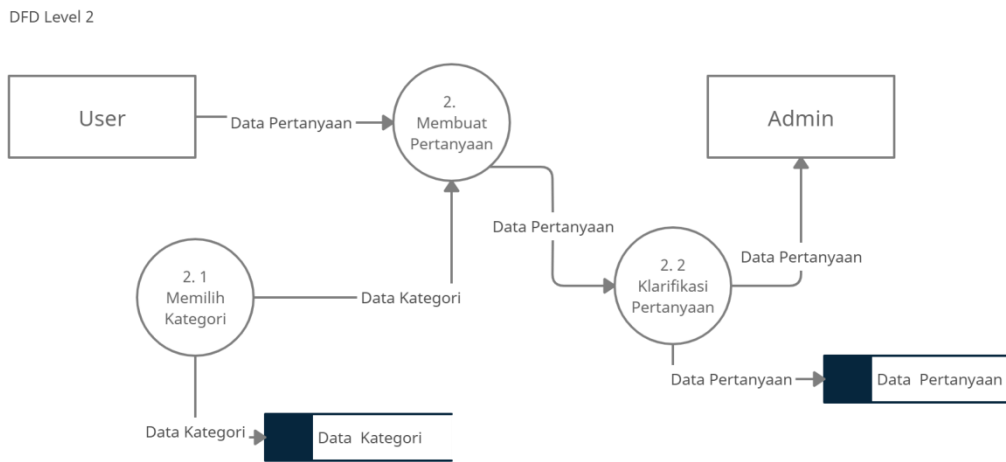 DFD Level 2
User
Data Pertanyaan
2.
Membuat
Pertanyaan
Admin
Data Pertanyaan
2. 1
Memilih
Kategori
Data Kategori
2. 2
Klarifikasi
Pertanyaan
Data Pertanyaan
Data Pertanyaan
Data Pertanyaan
Data Kategori
Data Kategori